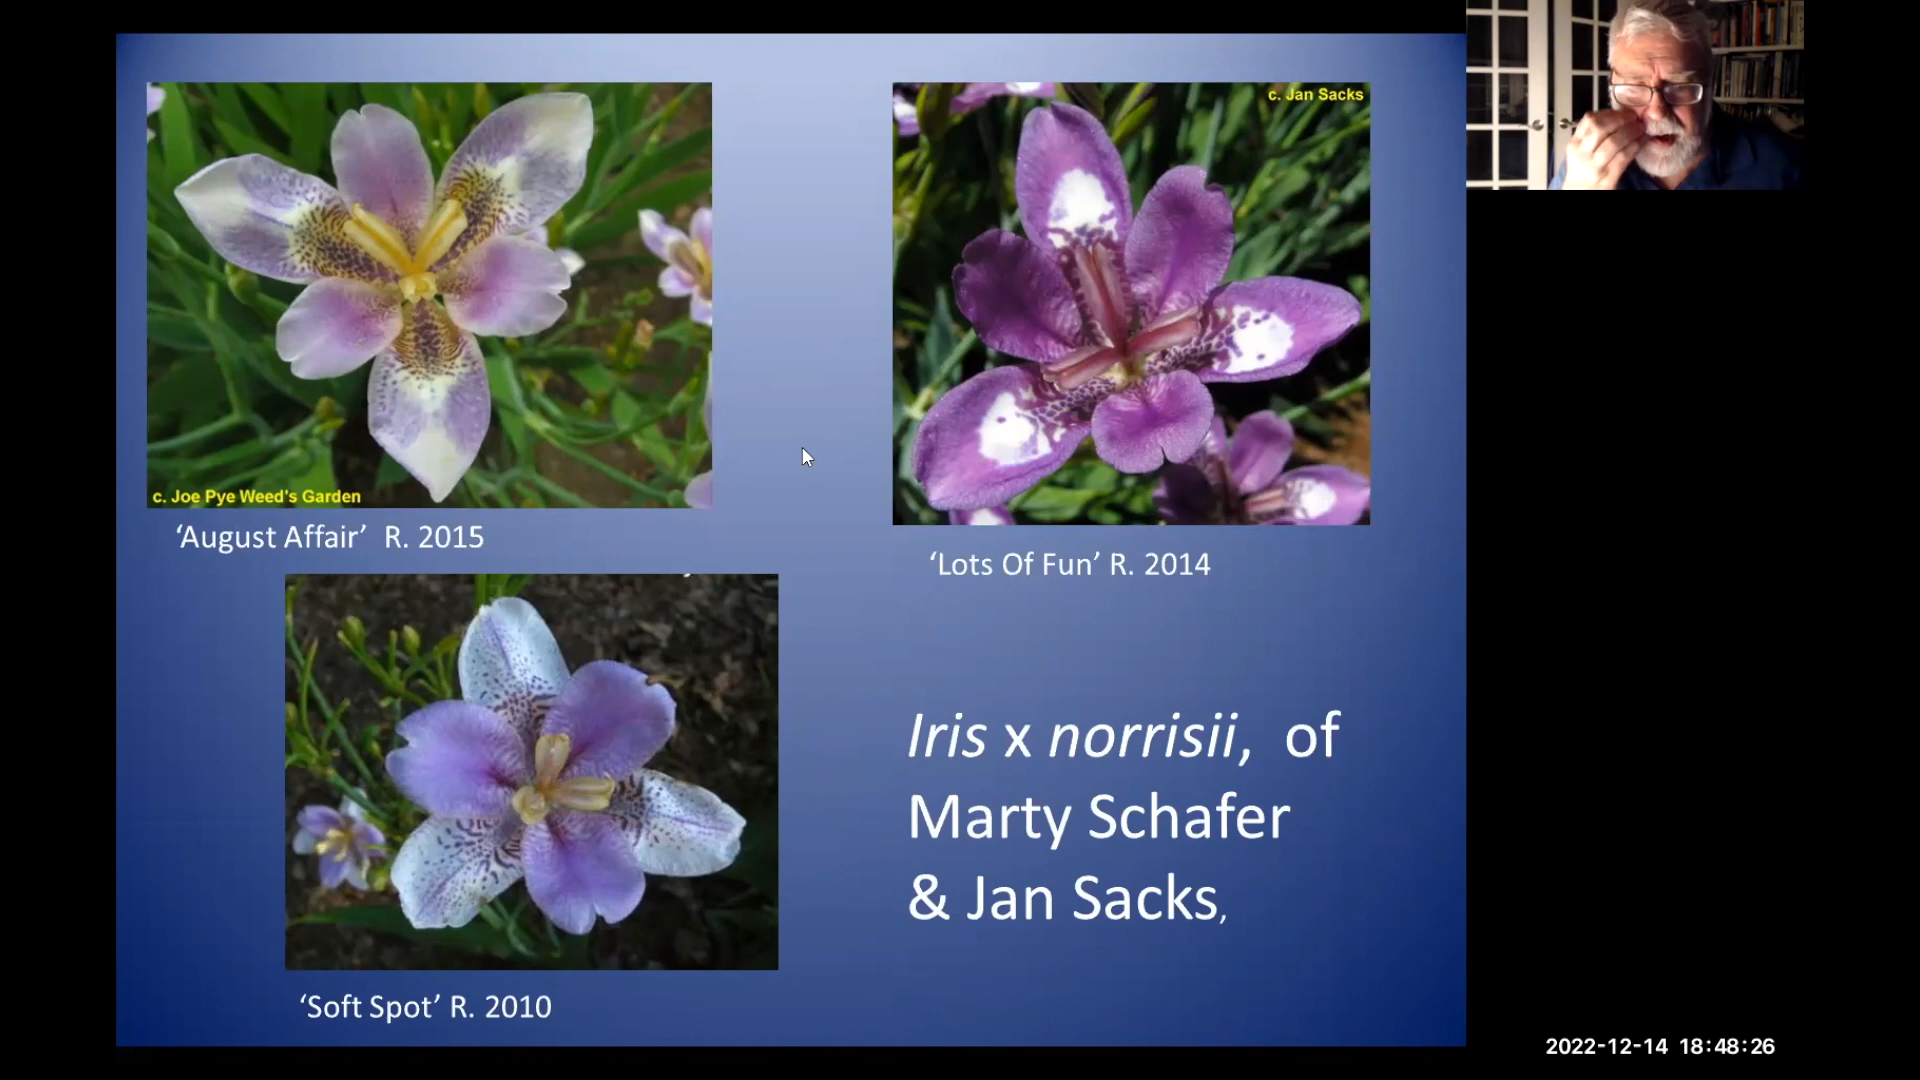 c. Jan Sacks
c. Joe Pye Weed's Garden
‘August Affair’ R. 2015
‘Lots Of Fun’ R. 2014
Iris x norrisii, of
Marty Schafer
& Jan Sacks,
‘Soft Spot’ R. 2010
2022-12-14 18:48:26